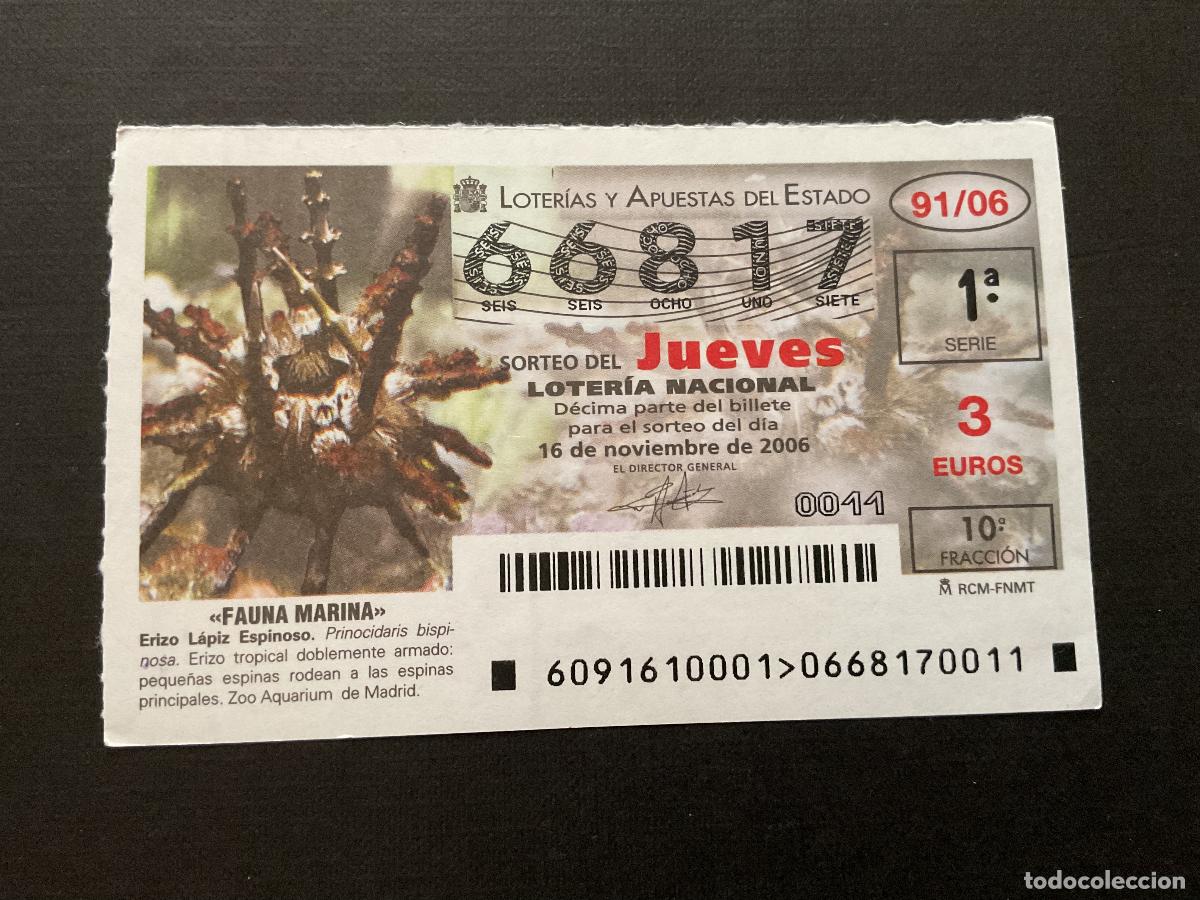 LOTERÍAS Y APUESTAS DEL ESTADO
91/06
66817
SEIS SEIS OCHO UNO SIETE
1ª
SERIE
SORTEO DEL Jueves
LOTERÍA NACIONAL
Décima parte del billete
para el sorteo del día
16 de noviembre de 2006
EL DIRECTOR GENERAL
3
EUROS
0011
10ª
FRACCIÓN
RCM-FNMT
«FAUNA MARINA»
Erizo Lápiz Espinoso. Prinocidaris bispi-
nosa. Erizo tropical doblemente armado:
pequeñas espinas rodean a las espinas
principales. Zoo Aquarium de Madrid.
6091610001>0668170011
todocoleccion